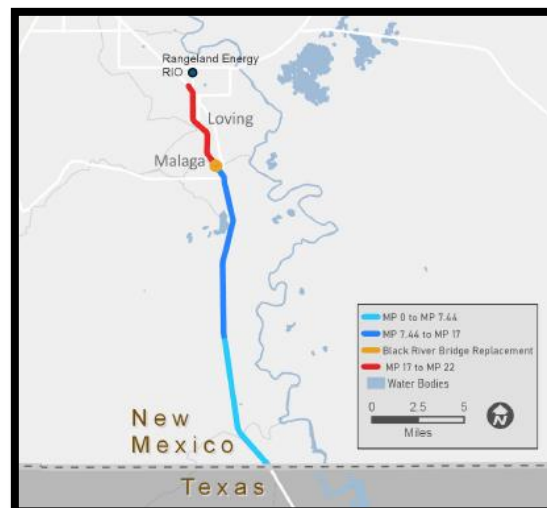 Rangeland Energy
RIO
Loving
Malaga
MP 0 to MP 7.44
MP 7.44 to MP 17
Black River Bridge Replacement
MP 17 to MP 22
Water Bodies
0 2.5 5
Miles
N
New
Mexico
Texas